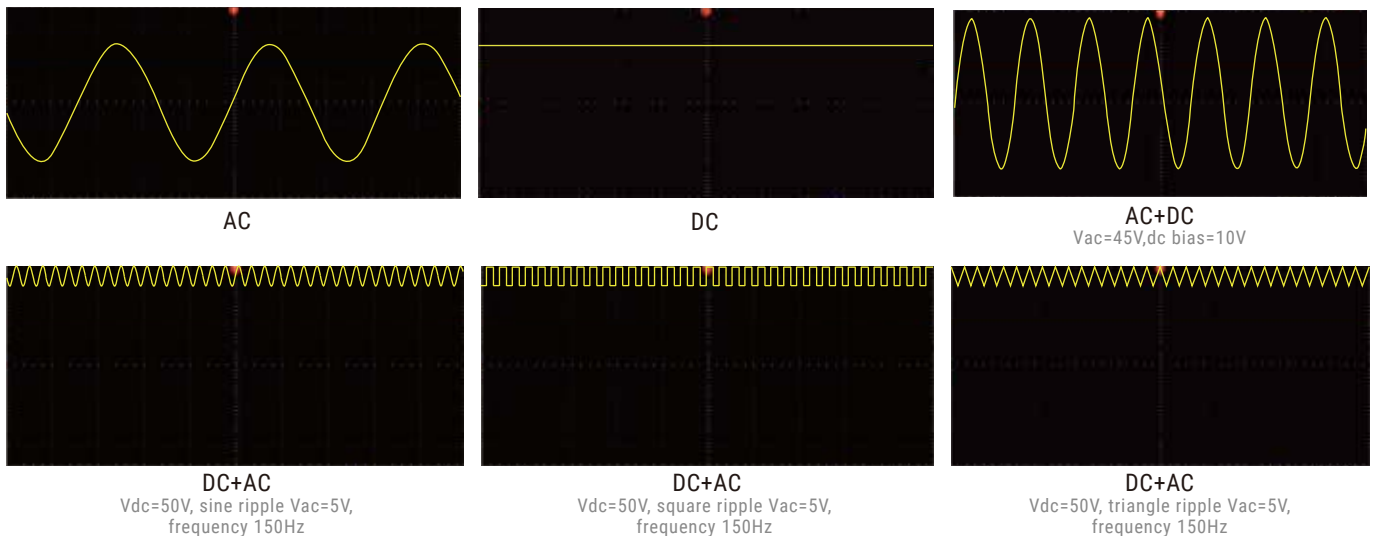 AC
DC
AC+DC
Vac=45V,dc bias=10V
DC+AC
Vdc=50V, sine ripple Vac=5V,
frequency 150Hz
DC+AC
Vdc=50V, square ripple Vac=5V,
frequency 150Hz
DC+AC
Vdc=50V, triangle ripple Vac=5V,
frequency 150Hz